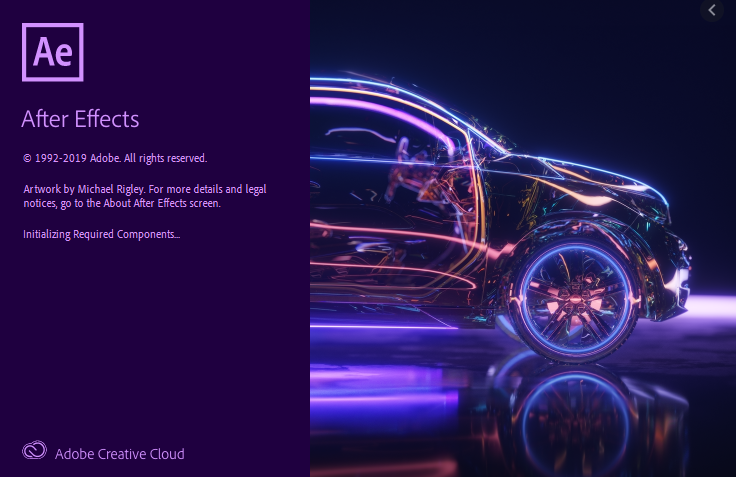 Ae
After Effects
© 1992-2019 Adobe. All rights reserved.
Artwork by Michael Rigley. For more details and legal
notices, go to the About After Effects screen.
Initializing Required Components...
Adobe Creative Cloud